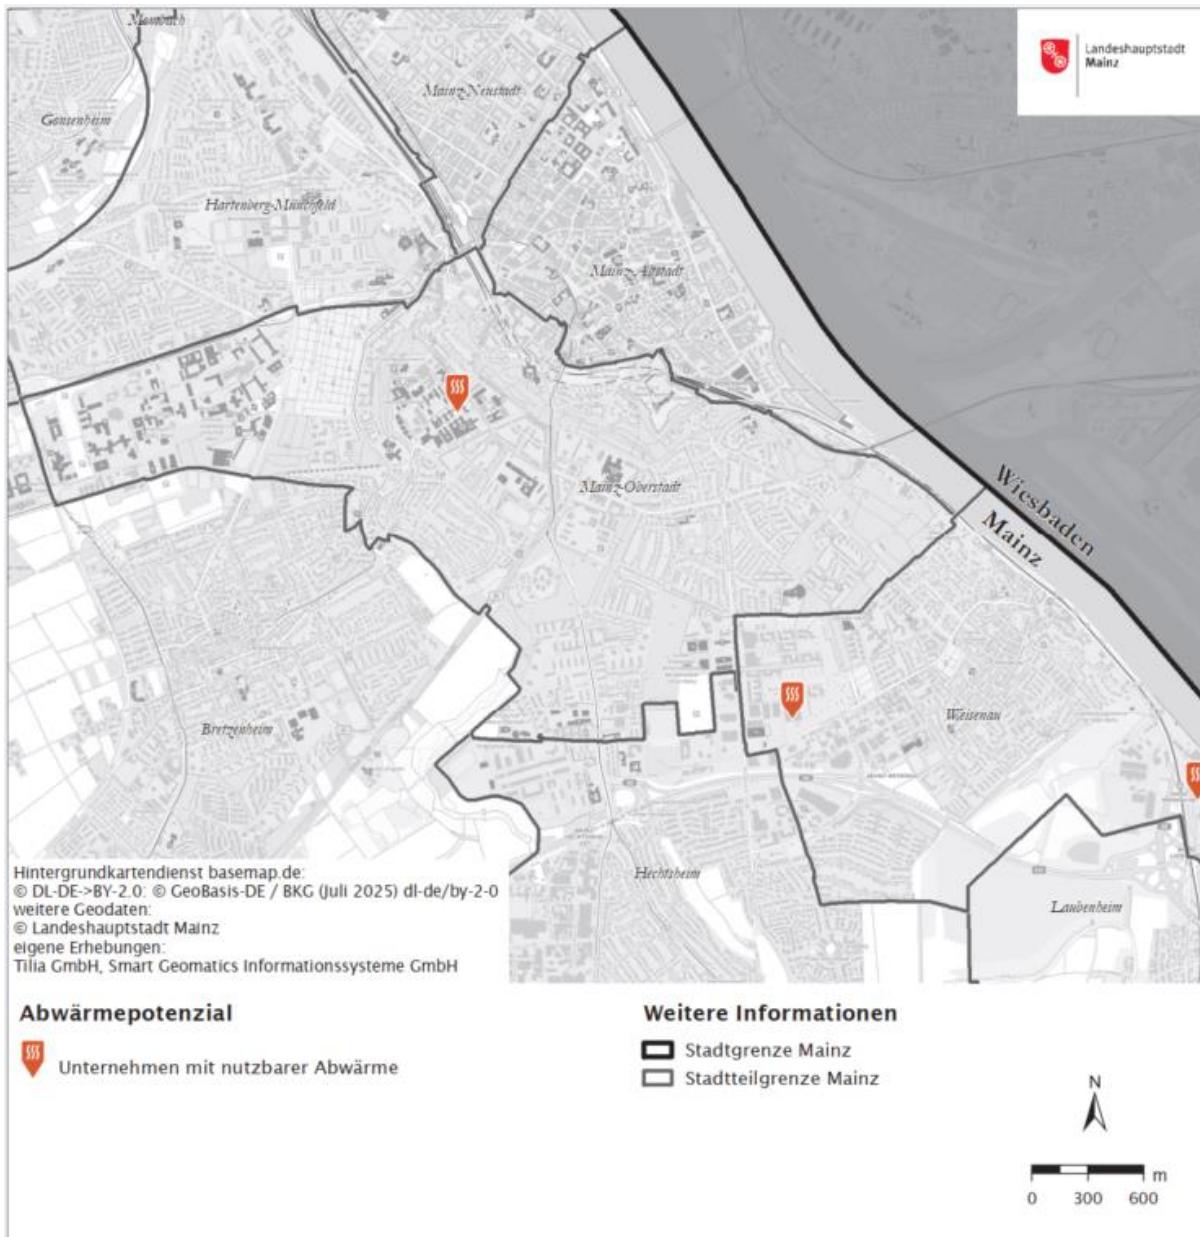 Mombach
Landeshauptstadt
Mainz
Mainz-Neustadt
Gonsenheim
Hartenberg-Münchfeld
Mainz-Altstadt
Mainz-Oberstadt
Wiesbaden
Mainz
Weisenau
Bretzenheim
Hechtsheim
Laubenheim
Hintergrundkartendienst basemap.de:
© DL-DE->BY-2.0: © GeoBasis-DE / BKG (Juli 2025) dl-de/by-2-0
weitere Geodaten:
© Landeshauptstadt Mainz
eigene Erhebungen:
Tilia GmbH, Smart Geomatics Informationssysteme GmbH
Abwärmepotenzial
Unternehmen mit nutzbarer Abwärme
Weitere Informationen
Stadtgrenze Mainz
Stadtteilgrenze Mainz
N
m
0 300 600